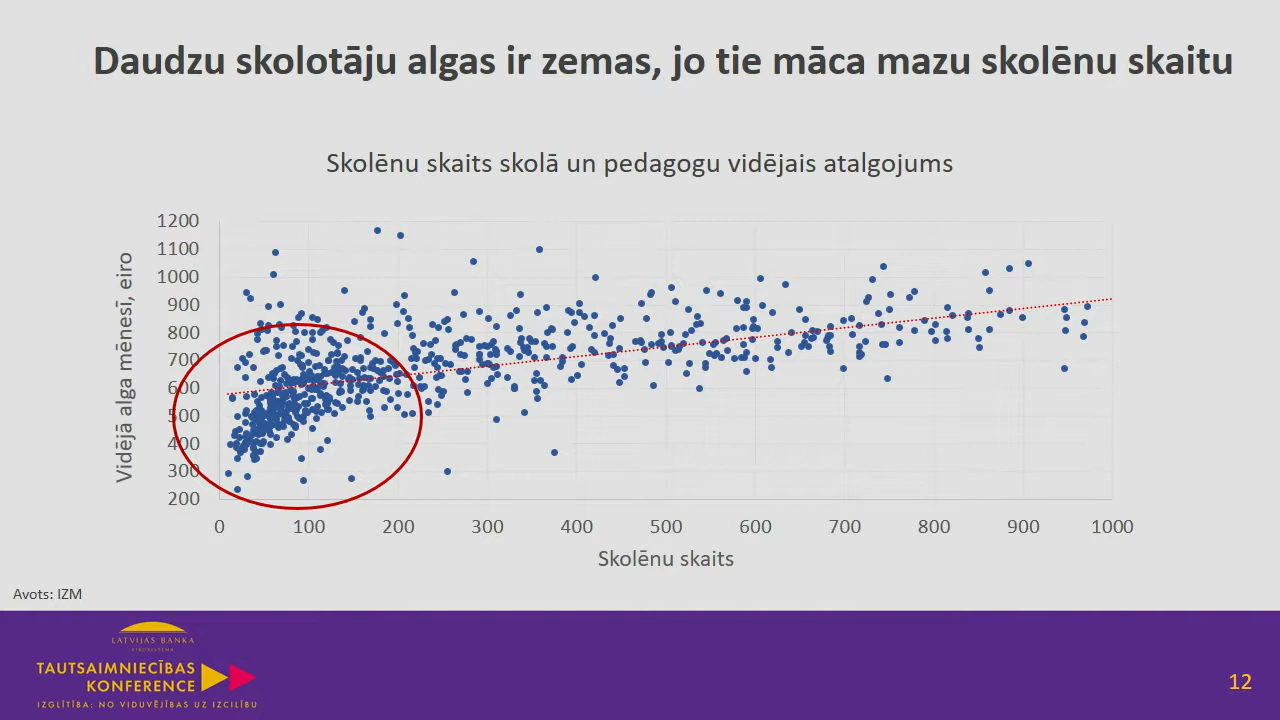 Daudzu skolotāju algas ir zemas, jo tie māca mazu skolēnu skaitu
Skolēnu skaits skolā un pedagogu vidējais atalgojums
Vidējā alga mēnesī, eiro
1200
1100
1000
900
800
700
600
500
400
300
200
0 100 200 300 400 500 600 700 800 900 1000
Skolēnu skaits
Avots: IZM
LATVIJAS BANKA
EIROSISTĒMA
TAUTSAIMNIECĪBAS
KONFERENCE
IZGLĪTĪBA: NO VIDUVĒJĪBAS UZ IZCILĪBU
12